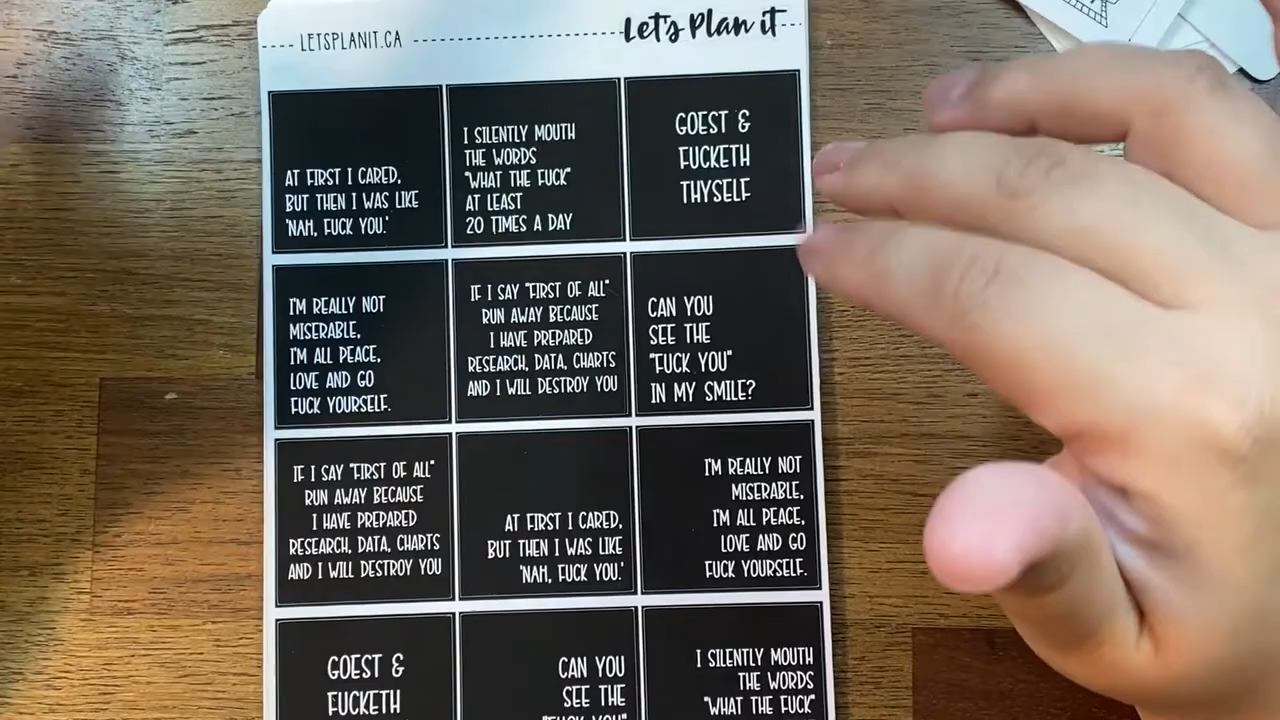 LETSPLANIT.CA
Let's Plan it
AT FIRST I CARED,
BUT THEN I WAS LIKE
'NAH, FUCK YOU.'
I SILENTLY MOUTH
THE WORDS
"WHAT THE FUCK"
AT LEAST
20 TIMES A DAY
GOEST &
FUCKETH
THYSELF
I'M REALLY NOT
MISERABLE,
I'M ALL PEACE,
LOVE AND GO
FUCK YOURSELF.
IF I SAY "FIRST OF ALL"
RUN AWAY BECAUSE
I HAVE PREPARED
RESEARCH, DATA, CHARTS
AND I WILL DESTROY YOU
CAN YOU
SEE THE
"FUCK YOU"
IN MY SMILE?
IF I SAY "FIRST OF ALL"
RUN AWAY BECAUSE
I HAVE PREPARED
RESEARCH, DATA, CHARTS
AND I WILL DESTROY YOU
AT FIRST I CARED,
BUT THEN I WAS LIKE
'NAH, FUCK YOU.'
I'M REALLY NOT
MISERABLE,
I'M ALL PEACE,
LOVE AND GO
FUCK YOURSELF.
GOEST &
FUCKETH
CAN YOU
SEE THE
"FUCK YOU"
I SILENTLY MOUTH
THE WORDS
"WHAT THE FUCK"